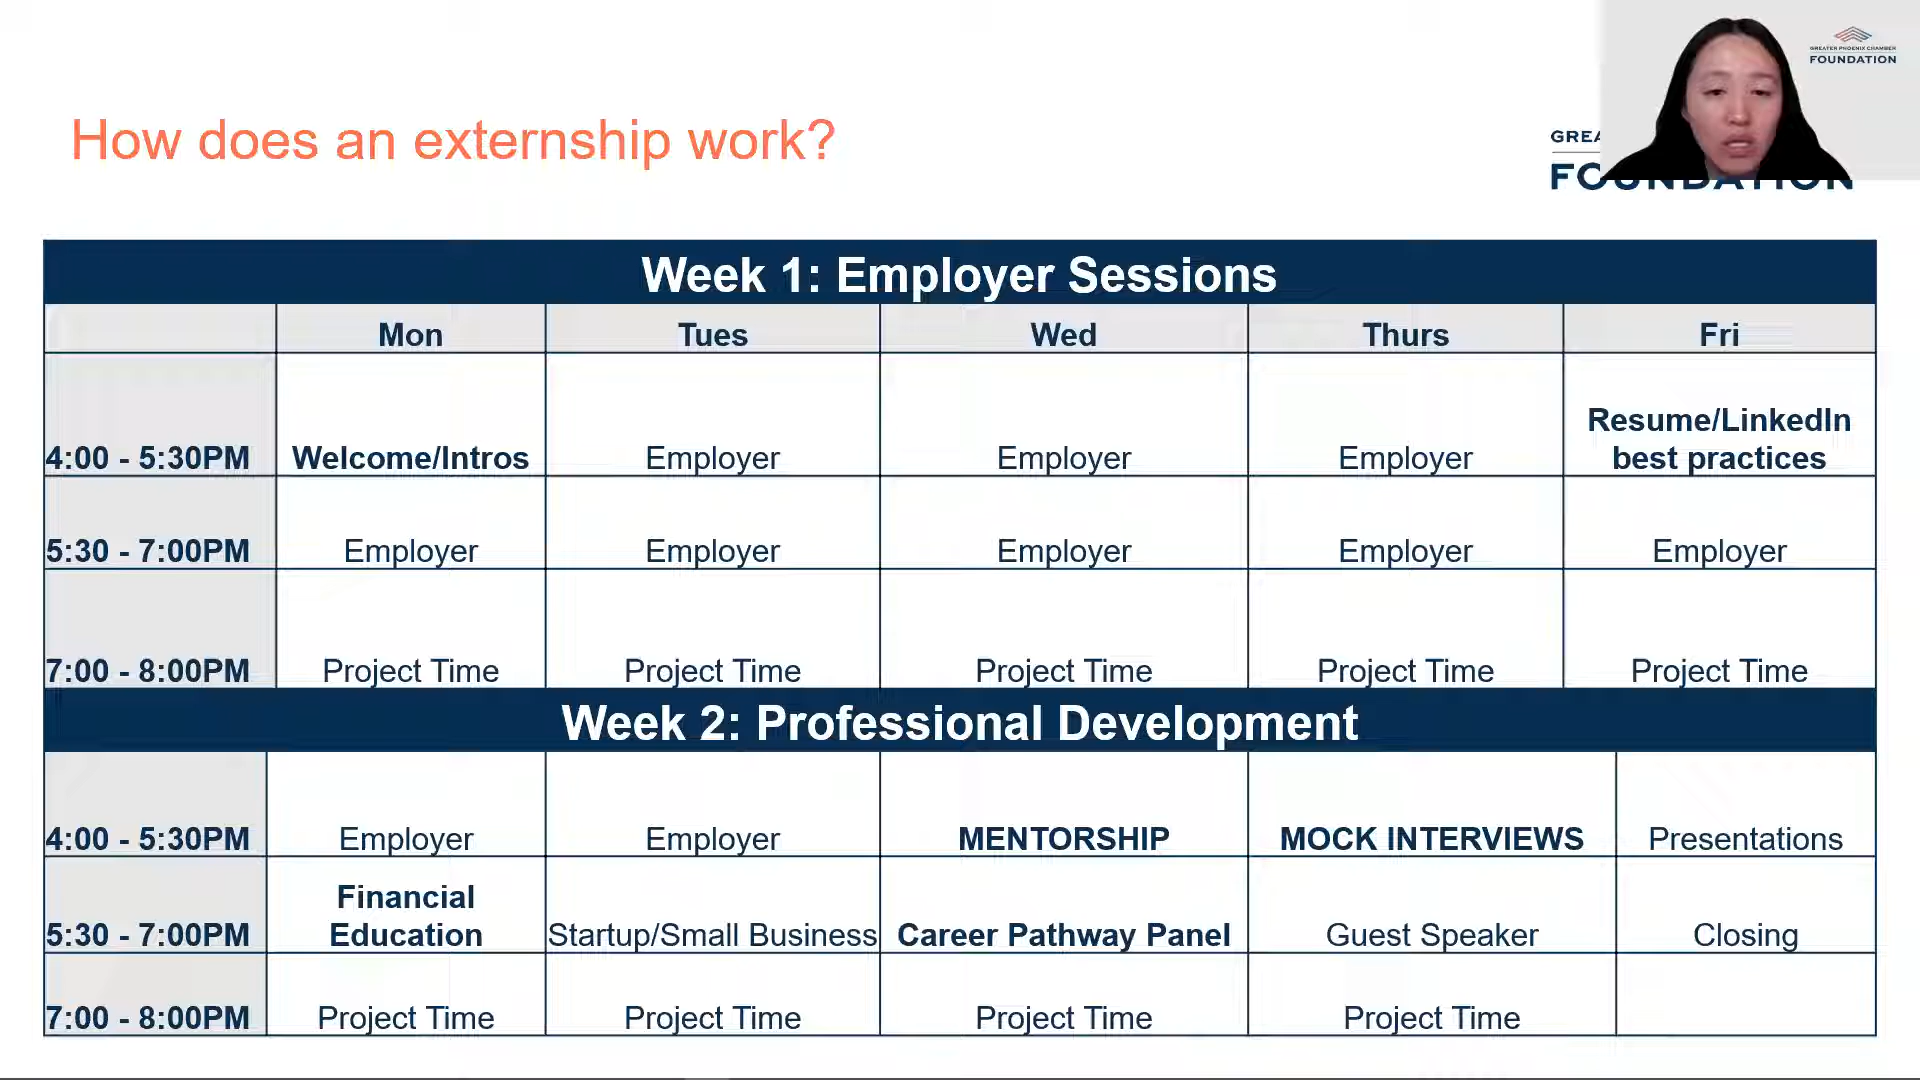 GREATER PHOENIX CHAMBER
FOUNDATION
How does an externship work?
GREA
FOUNDATION
Week 1: Employer Sessions
Mon Tues Wed Thurs Fri
Resume/LinkedIn
4:00 - 5:30PM Welcome/Intros Employer Employer Employer best practices
5:30 - 7:00PM Employer Employer Employer Employer Employer
7:00 - 8:00PM Project Time Project Time Project Time Project Time Project Time
Week 2: Professional Development
4:00 - 5:30PM Employer Employer MENTORSHIP MOCK INTERVIEWS Presentations
Financial
5:30 - 7:00PM Education Startup/Small Business Career Pathway Panel Guest Speaker Closing
7:00 - 8:00PM Project Time Project Time Project Time Project Time